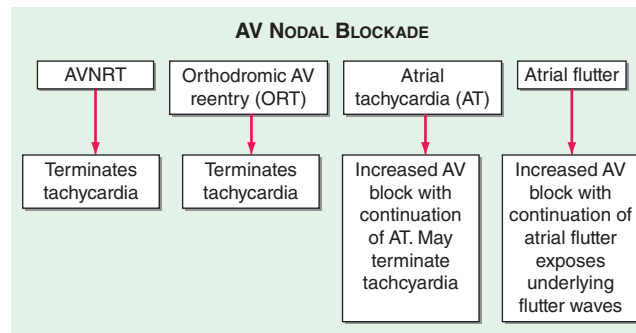 AV NODAL BLOCKADE
AVNRT
Terminates
tachycardia
Orthodromic AV
reentry (ORT)
Terminates
tachycardia
Atrial
tachycardia (AT)
Increased AV
block with
continuation
of AT. May
terminate
tachcyardia
Atrial flutter
Increased AV
block with
continuation of
atrial flutter
exposes
underlying
flutter waves